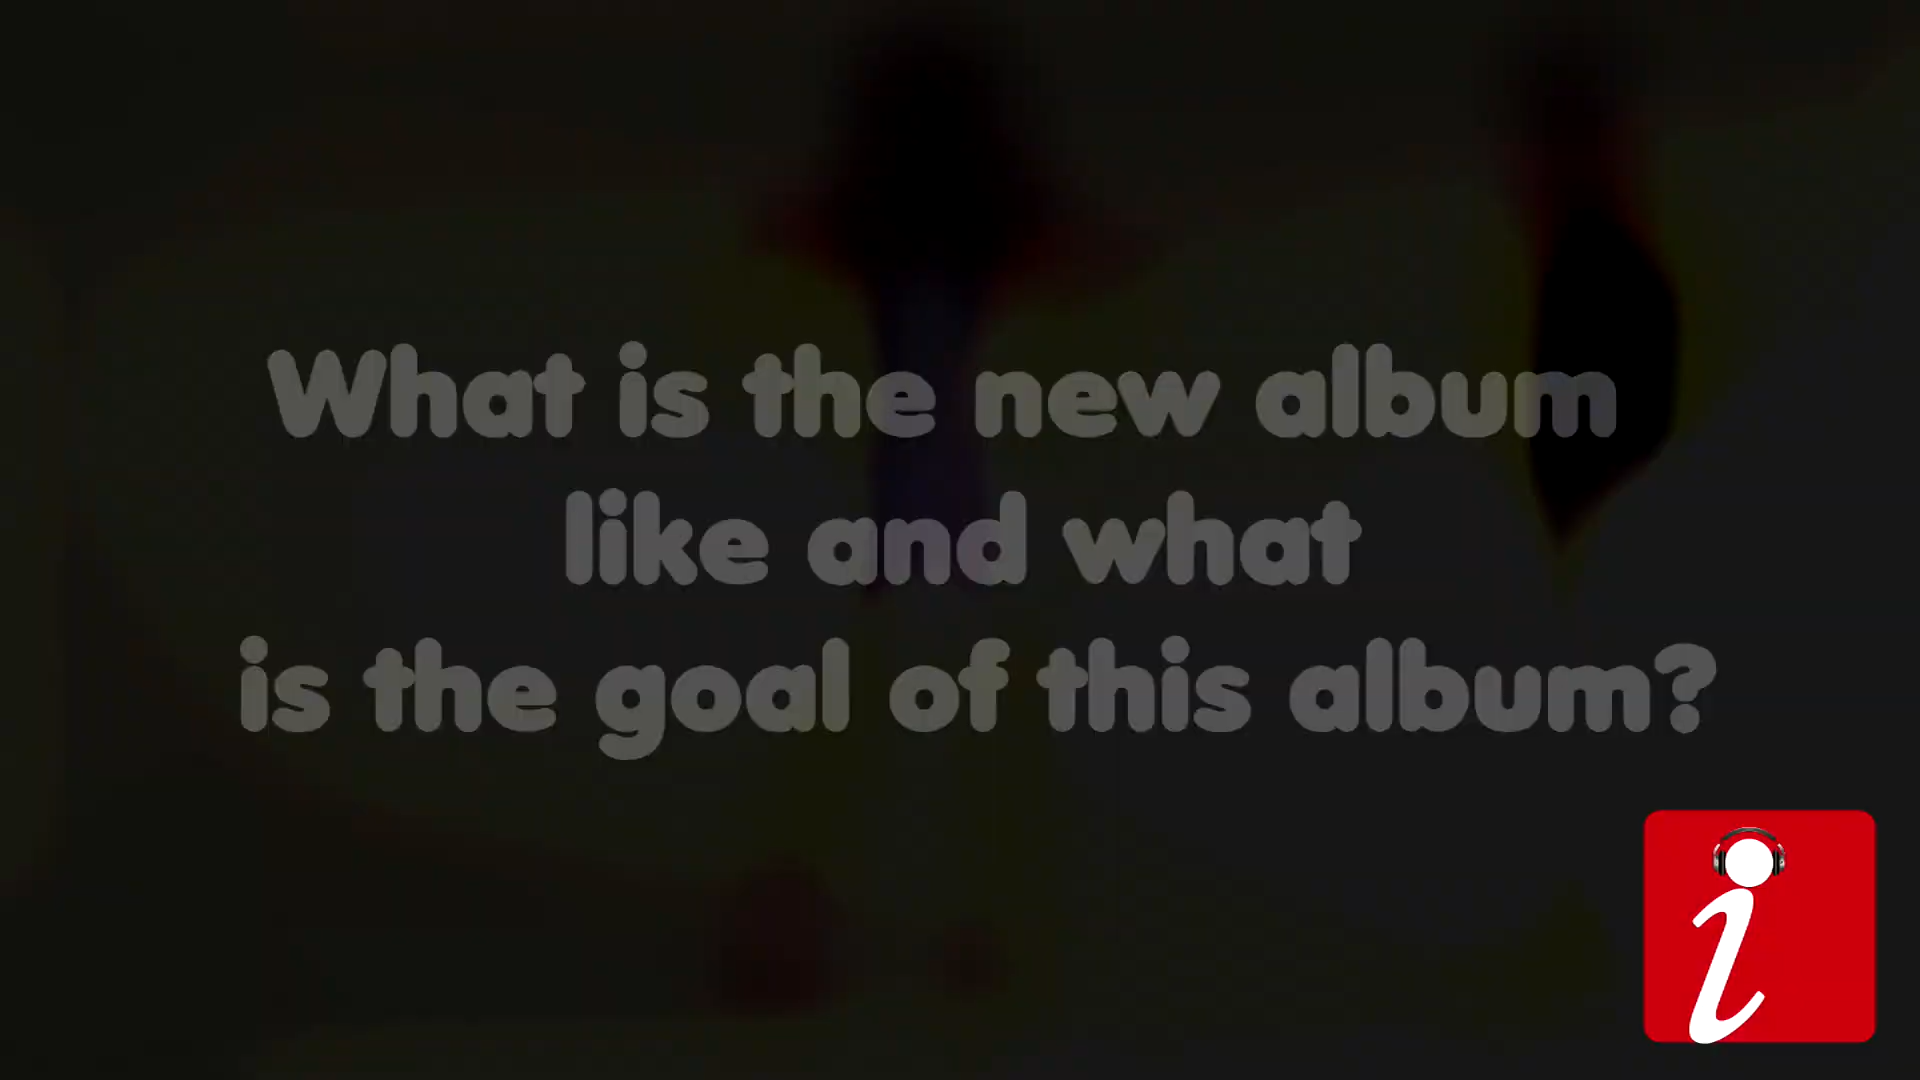 What is the new album
like and what
is the goal of this album?
i